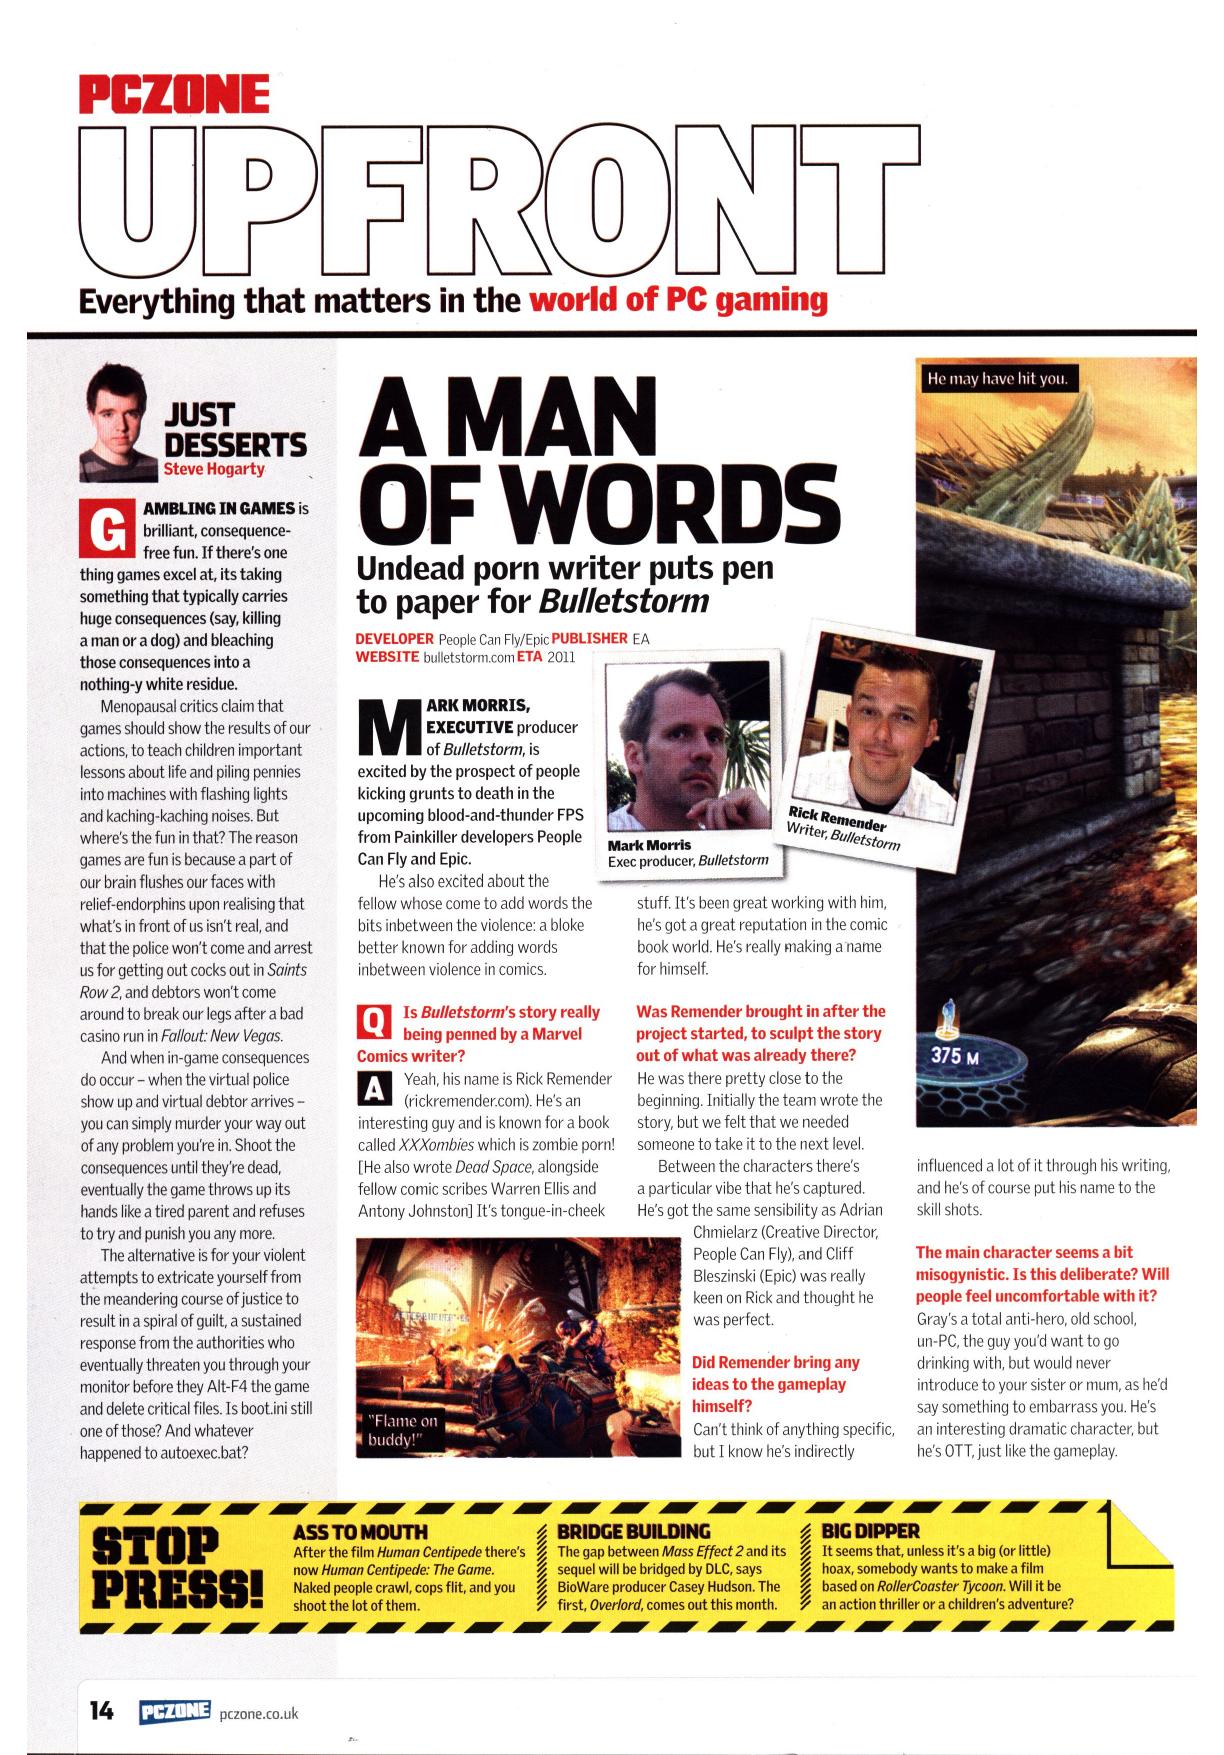 PCZONE
UPFRONT
Everything that matters in the world of PC gaming
JUST
DESSERTS
Steve Hogarty
GAMBLING IN GAMES is
brilliant, consequence-
free fun. If there's one
thing games excel at, its taking
something that typically carries
huge consequences (say, killing
a man or a dog) and bleaching
those consequences into a
nothing-y white residue.
Menopausal critics claim that
games should show the results of our
actions, to teach children important
lessons about life and piling pennies
into machines with flashing lights
and kaching-kaching noises. But
where's the fun in that? The reason
games are fun is because a part of
our brain flushes our faces with
relief-endorphins upon realising that
what's in front of us isn't real, and
that the police won't come and arrest
us for getting out cocks out in Saints
Row 2, and debtors won't come
around to break our legs after a bad
casino run in Fallout: New Vegas.
And when in-game consequences
do occur – when the virtual police
show up and virtual debtor arrives –
you can simply murder your way out
of any problem you're in. Shoot the
consequences until they're dead,
eventually the game throws up its
hands like a tired parent and refuses
to try and punish you any more.
The alternative is for your violent
attempts to extricate yourself from
the meandering course of justice to
result in a spiral of guilt, a sustained
response from the authorities who
eventually threaten you through your
monitor before they Alt-F4 the game
and delete critical files. Is boot.ini still
one of those? And whatever
happened to autoexec.bat?
A MAN
OF WORDS
Undead porn writer puts pen
to paper for Bulletstorm
DEVELOPER People Can Fly/Epic PUBLISHER EA
WEBSITE bulletstorm.com ETA 2011
MARK MORRIS,
EXECUTIVE producer
of Bulletstorm, is
excited by the prospect of people
kicking grunts to death in the
upcoming blood-and-thunder FPS
from Painkiller developers People
Can Fly and Epic.
He's also excited about the
fellow whose come to add words the
bits inbetween the violence: a bloke
better known for adding words
inbetween violence in comics.
Q Is Bulletstorm's story really
being penned by a Marvel
Comics writer?
A Yeah, his name is Rick Remender
(rickremender.com). He's an
interesting guy and is known for a book
called XXXombies which is zombie porn!
[He also wrote Dead Space, alongside
fellow comic scribes Warren Ellis and
Antony Johnston] It's tongue-in-cheek
"Flame on
buddy!"
Mark Morris
Exec producer, Bulletstorm
Rick Remender
Writer, Bulletstorm
stuff. It's been great working with him,
he's got a great reputation in the comic
book world. He's really making a name
for himself.
Was Remender brought in after the
project started, to sculpt the story
out of what was already there?
He was there pretty close to the
beginning. Initially the team wrote the
story, but we felt that we needed
someone to take it to the next level.
Between the characters there's
a particular vibe that he's captured.
He's got the same sensibility as Adrian
Chmielarz (Creative Director,
People Can Fly), and Cliff
Bleszinski (Epic) was really
keen on Rick and thought he
was perfect.
Did Remender bring any
ideas to the gameplay
himself?
Can't think of anything specific,
but I know he's indirectly
He may have hit you.
375 M
influenced a lot of it through his writing,
and he's of course put his name to the
skill shots.
The main character seems a bit
misogynistic. Is this deliberate? Will
people feel uncomfortable with it?
Gray's a total anti-hero, old school,
un-PC, the guy you'd want to go
drinking with, but would never
introduce to your sister or mum, as he'd
say something to embarrass you. He's
an interesting dramatic character, but
he's OTT, just like the gameplay.
STOP
PRESS!
ASS TO MOUTH
After the film Human Centipede there's
now Human Centipede: The Game.
Naked people crawl, cops flit, and you
shoot the lot of them.
BRIDGE BUILDING
The gap between Mass Effect 2 and its
sequel will be bridged by DLC, says
BioWare producer Casey Hudson. The
first, Overlord, comes out this month.
BIG DIPPER
It seems that, unless it's a big (or little)
hoax, somebody wants to make a film
based on RollerCoaster Tycoon. Will it be
an action thriller or a children's adventure?
14 PCZONE pczone.co.uk